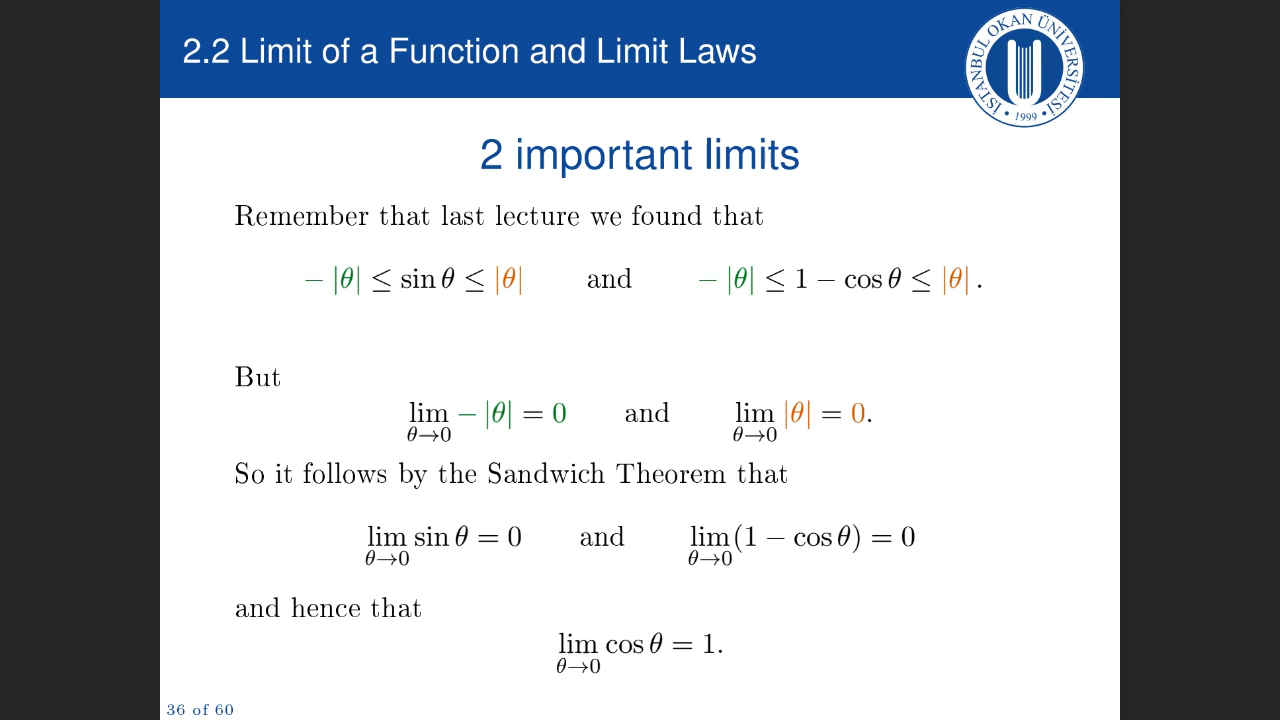 2.2 Limit of a Function and Limit Laws
İSTANBUL OKAN ÜNİVERSİTESİ
• 1999 •
2 important limits
Remember that last lecture we found that
− |θ| ≤ sin θ ≤ |θ| and − |θ| ≤ 1 − cos θ ≤ |θ| .
But
lim − |θ| = 0 and lim |θ| = 0.
θ→0 θ→0
So it follows by the Sandwich Theorem that
lim sin θ = 0 and lim (1 − cos θ) = 0
θ→0 θ→0
and hence that
lim cos θ = 1.
θ→0
36 of 60